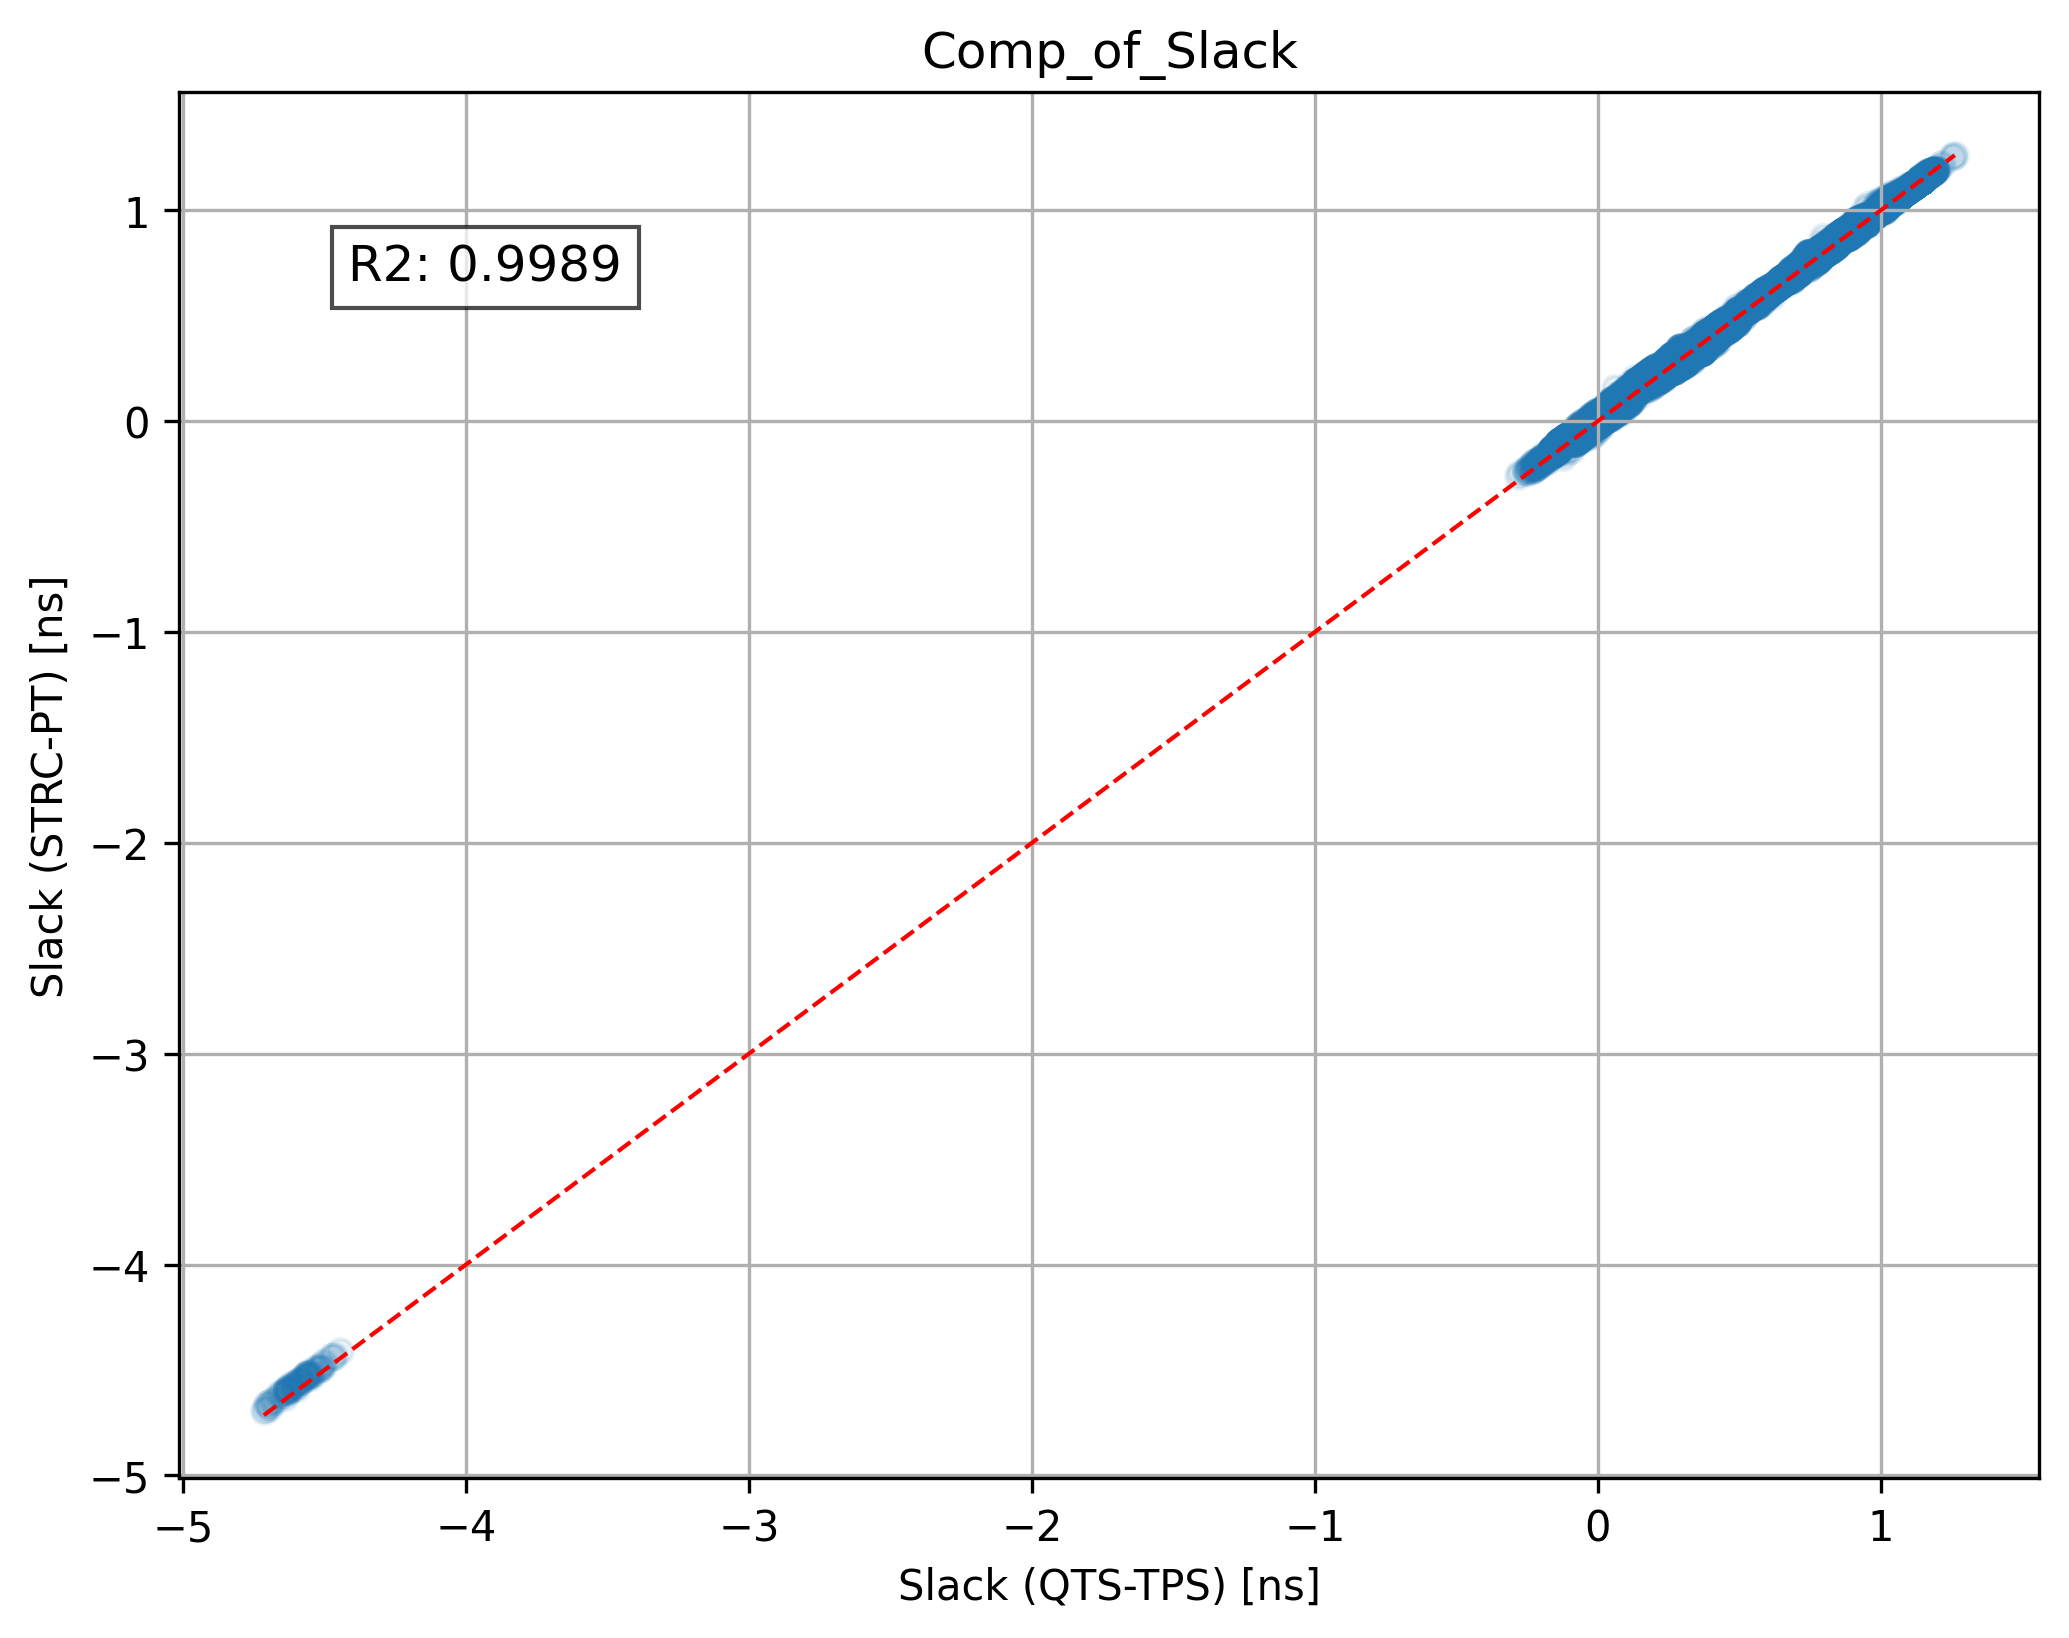 Comp_of_Slack
R2: 0.9989
Slack (STRC-PT) [ns]
1
0
−1
−2
−3
−4
−5
−5 −4 −3 −2 −1 0 1
Slack (QTS-TPS) [ns]